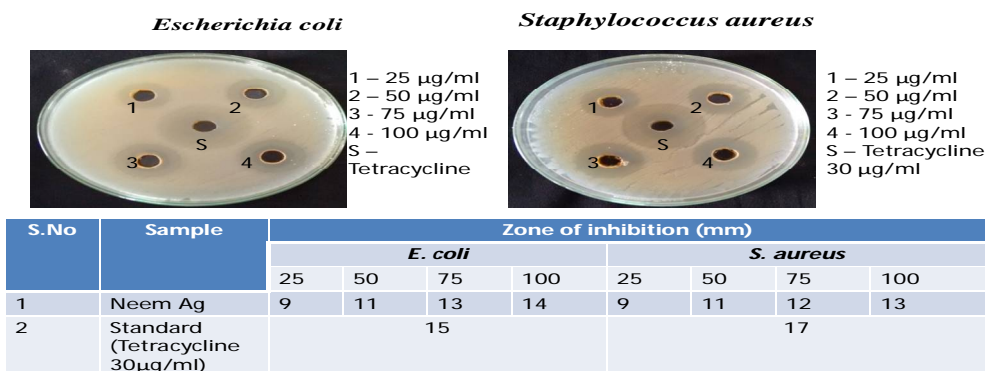 Escherichia coli
Staphylococcus aureus
1
2
S
3
4
1 – 25 µg/ml
2 – 50 µg/ml
3 - 75 µg/ml
4 - 100 µg/ml
S –
Tetracycline
1
2
S
3
4
1 – 25 µg/ml
2 – 50 µg/ml
3 - 75 µg/ml
4 - 100 µg/ml
S – Tetracycline
30 µg/ml
S.No Sample Zone of inhibition (mm)
E. coli S. aureus
25 50 75 100 25 50 75 100
1 Neem Ag 9 11 13 14 9 11 12 13
2 Standard 15 17
(Tetracycline
30µg/ml)